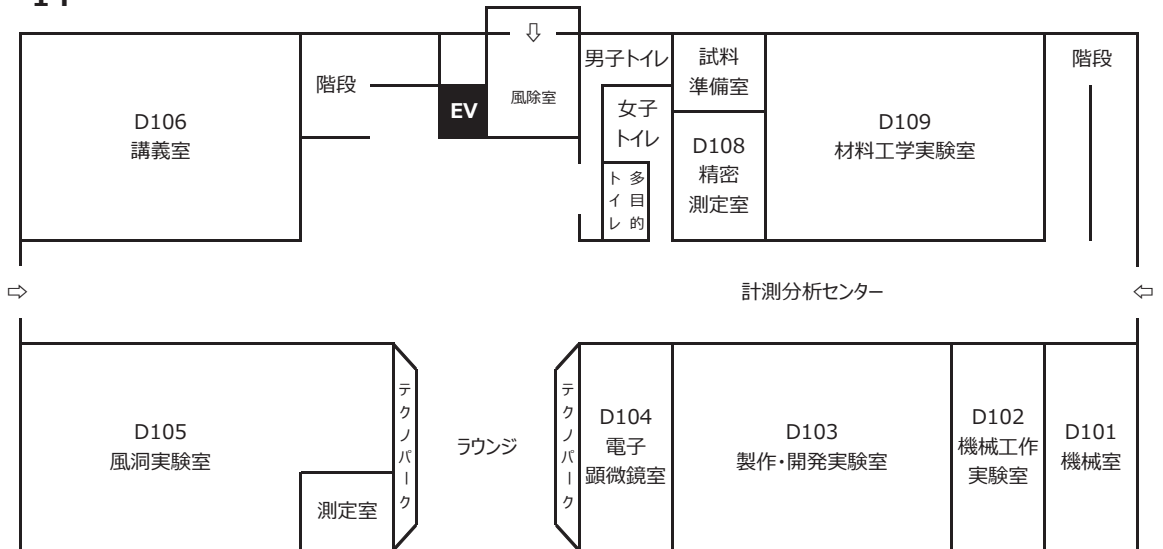 D106
講義室
階段
EV
⇩
風除室
男子トイレ
女子
トイレ
多目的
トイレ
試料
準備室
D108
精密
測定室
D109
材料工学実験室
階段
⇨
計測分析センター
⇦
D105
風洞実験室
測定室
テクノパーク
ラウンジ
テクノパーク
D104
電子
顕微鏡室
D103
製作・開発実験室
D102
機械工作
実験室
D101
機械室